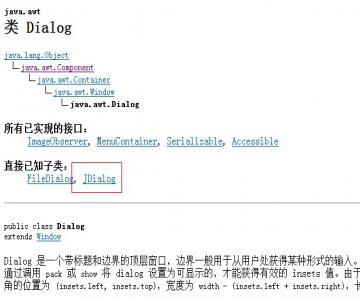 java.awt
类 Dialog
java.lang.Object
java.awt.Component
java.awt.Container
java.awt.Window
java.awt.Dialog
所有已实现的接口：
ImageObserver, MenuContainer, Serializable, Accessible
直接已知子类：
FileDialog, JDialog
public class Dialog
extends Window
Dialog 是一个带标题和边界的顶层窗口，边界一般用于从用户处获得某种形式的输入。
通过调用 pack 或 show 将 dialog 设置为可显示的，才能获得有效的 insets 值。由于
角的位置为 (insets.left, insets.top)，宽度为 width - (insets.left + insets.right)，